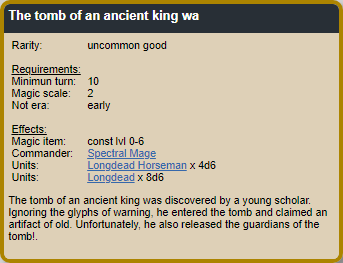 The tomb of an ancient king wa
Rarity: uncommon good
Requirements:
Minimun turn: 10
Magic scale: 2
Not era: early
Effects:
Magic item: const lvl 0-6
Commander: Spectral Mage
Units: Longdead Horseman x 4d6
Units: Longdead x 8d6
The tomb of an ancient king was discovered by a young scholar.
Ignoring the glyphs of warning, he entered the tomb and claimed an
artifact of old. Unfortunately, he also released the guardians of the
tomb!.